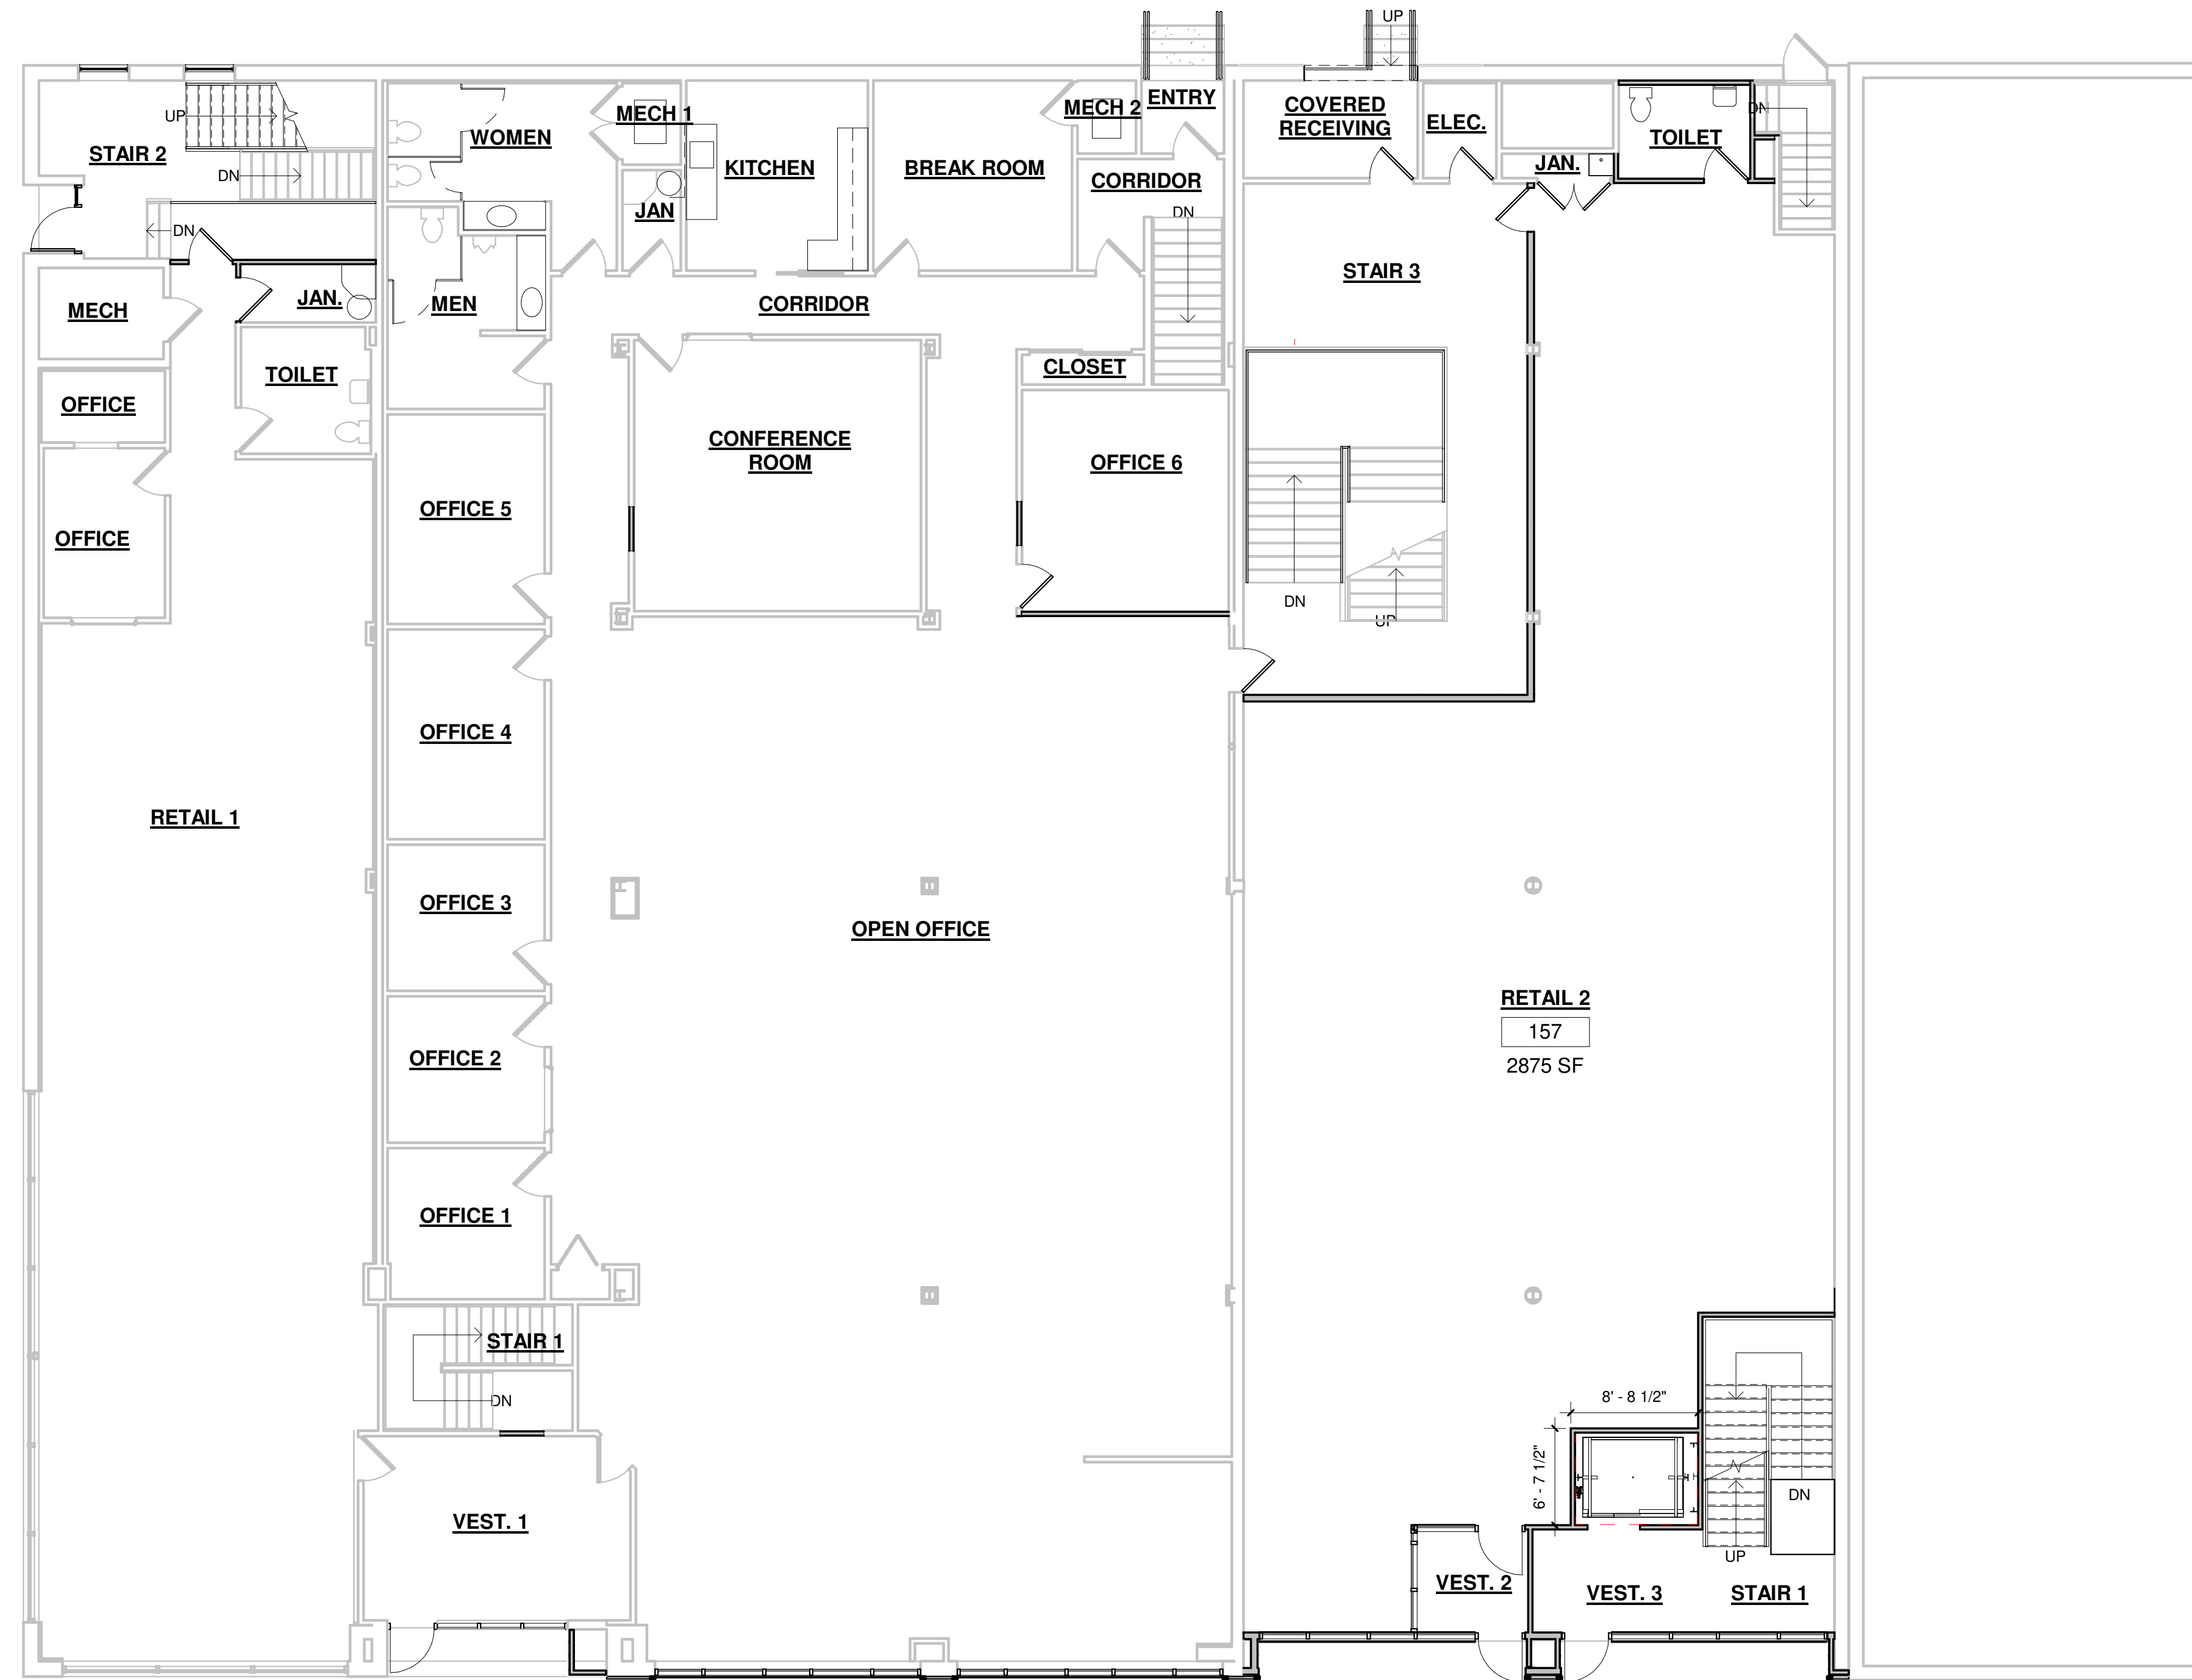 UP
UP
STAIR 2
DN
DN
WOMEN
MECH 1
KITCHEN
BREAK ROOM
MECH 2
ENTRY
COVERED
RECEIVING
ELEC.
JAN.
TOILET
DN
JAN
CORRIDOR
DN
MECH
JAN.
MEN
CORRIDOR
STAIR 3
TOILET
CLOSET
OFFICE
OFFICE
OFFICE 5
CONFERENCE
ROOM
OFFICE 6
DN
UP
OFFICE 4
RETAIL 1
OFFICE 3
OPEN OFFICE
RETAIL 2
157
2875 SF
OFFICE 2
OFFICE 1
STAIR 1
DN
8' - 8 1/2"
6' - 7 1/2"
DN
UP
VEST. 1
VEST. 2
VEST. 3
STAIR 1